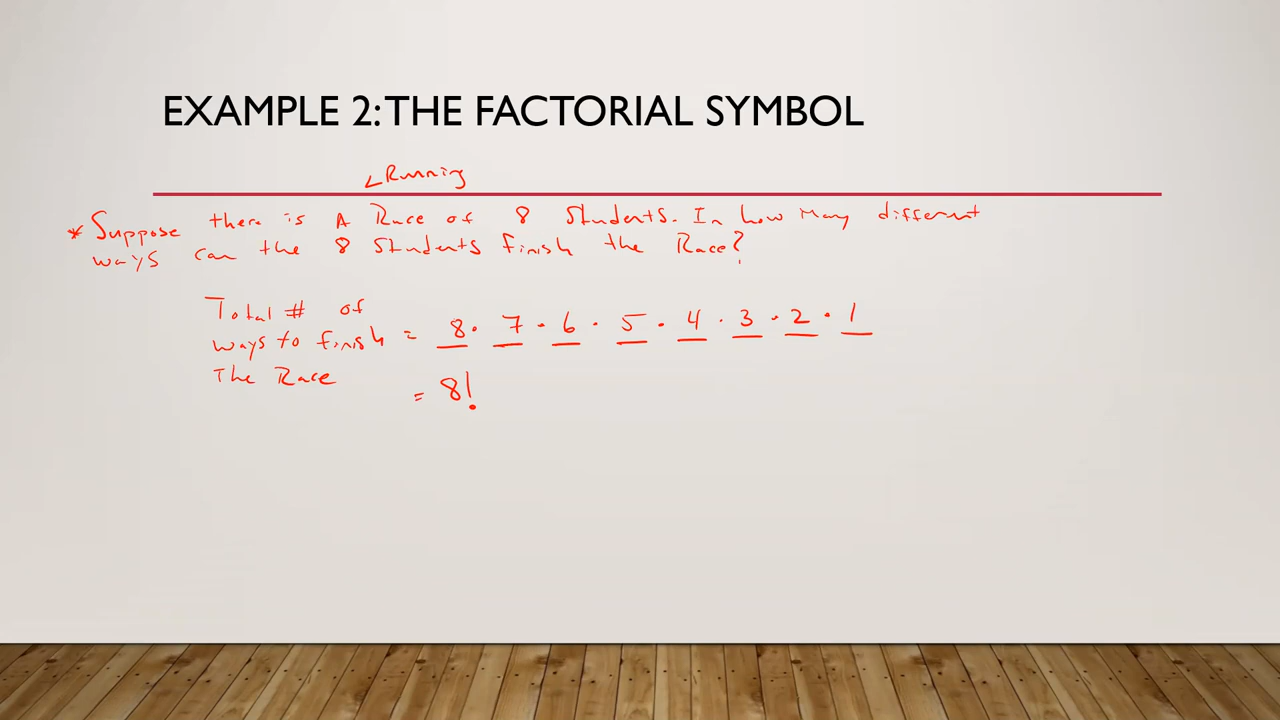 EXAMPLE 2: THE FACTORIAL SYMBOL
Running
* Suppose there is A Race of 8 Students. In how many different
ways can the 8 Students finish the Race?
Total # of
ways to finish = 8 · 7 · 6 · 5 · 4 · 3 · 2 · 1
The Race
= 8!